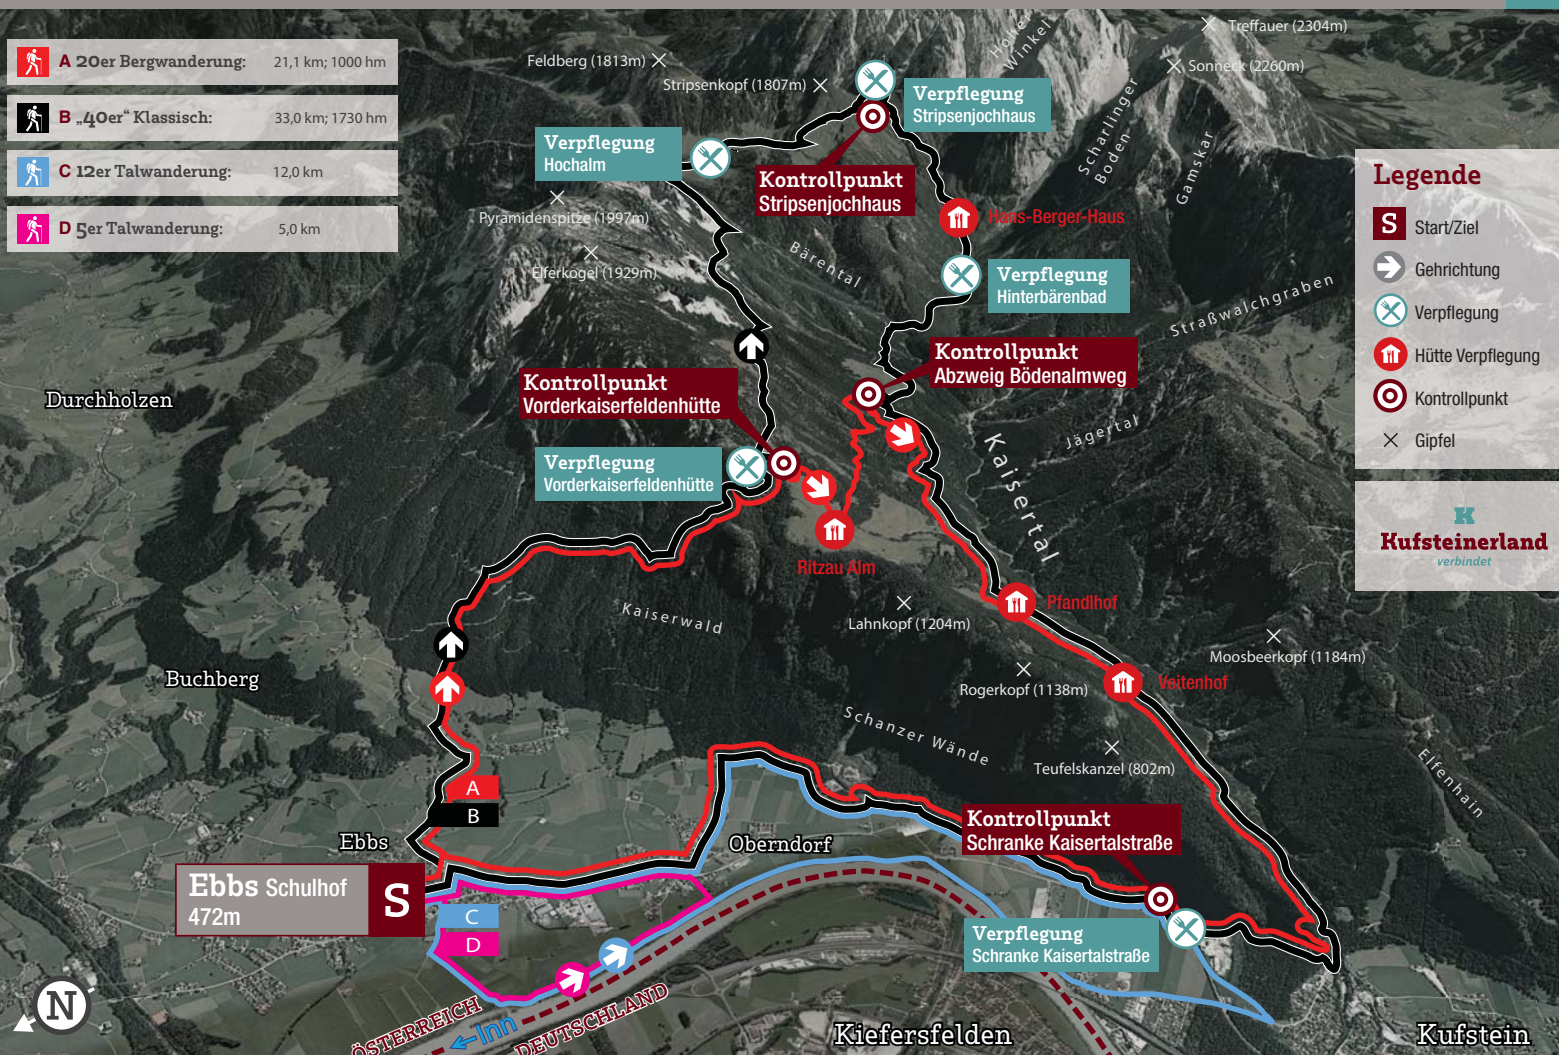 A 20er Bergwanderung: 21,1 km; 1000 hm
B „40er“ Klassisch: 33,0 km; 1730 hm
C 12er Talwanderung: 12,0 km
D 5er Talwanderung: 5,0 km
Feldberg (1813m)
Stripsenkopf (1807m)
Hoher
Winkel
Treffauer (2304m)
Sonneck (2260m)
Verpflegung
Stripsenjochhaus
Verpflegung
Hochalm
Kontrollpunkt
Stripsenjochhaus
Scharlinger
Boden
Gamskar
Pyramidenspitze (1997m)
Elferkogel (1929m)
Bärental
Hans-Berger-Haus
Verpflegung
Hinterbärenbad
Straßwalchgraben
Legende
S Start/Ziel
Gehrichtung
Verpflegung
Hütte Verpflegung
Kontrollpunkt
Gipfel
K
Kufsteinerland
verbindet
Durchholzen
Kontrollpunkt
Vorderkaiserfeldenhütte
Kontrollpunkt
Abzweig Bödenalmweg
Jägertal
Kaisertal
Verpflegung
Vorderkaiserfeldenhütte
Ritzau Alm
Pfandlhof
Kaiserwald
Lahnkopf (1204m)
Moosbeerkopf (1184m)
Buchberg
Rogerkopf (1138m)
Veitenhof
Schanzer Wände
Teufelskanzel (802m)
Elfenhain
A
B
Ebbs
Oberndorf
Kontrollpunkt
Schranke Kaisertalstraße
Ebbs Schulhof
472m
S
C
D
Verpflegung
Schranke Kaisertalstraße
N
ÖSTERREICH
Inn
DEUTSCHLAND
Kiefersfelden
Kufstein